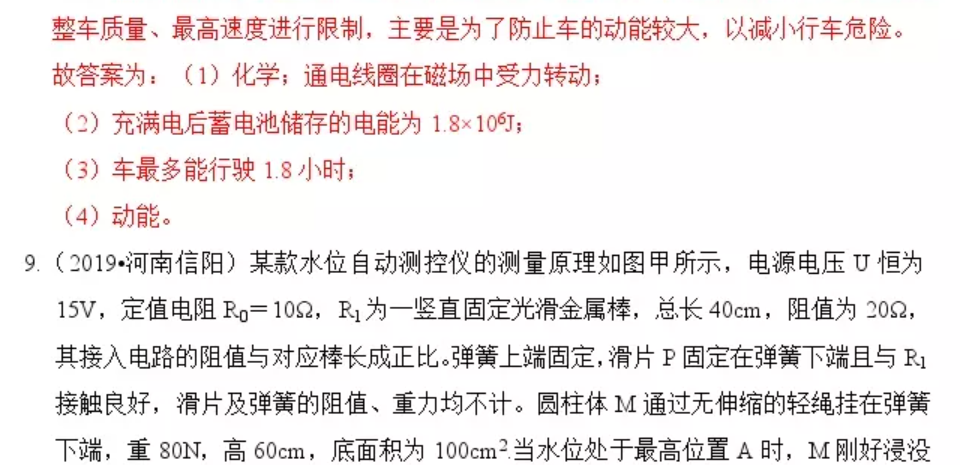 整车质量、最高速度进行限制，主要是为了防止车的动能较大，以减小行车危险。
故答案为：（1）化学；通电线圈在磁场中受力转动；
（2）充满电后蓄电池储存的电能为 1.8×10⁶J；
（3）车最多能行驶 1.8 小时；
（4）动能。
9.（2019•河南信阳）某款水位自动测控仪的测量原理如图甲所示，电源电压 U 恒为
15V，定值电阻 R₀＝10Ω，R₁ 为一竖直固定光滑金属棒，总长 40cm，阻值为 20Ω，
其接入电路的阻值与对应棒长成正比。弹簧上端固定，滑片 P 固定在弹簧下端且与 R₁
接触良好，滑片及弹簧的阻值、重力均不计。圆柱体 M 通过无伸缩的轻绳挂在弹簧
下端，重 80N，高 60cm，底面积为 100cm².当水位处于最高位置 A 时，M 刚好浸没